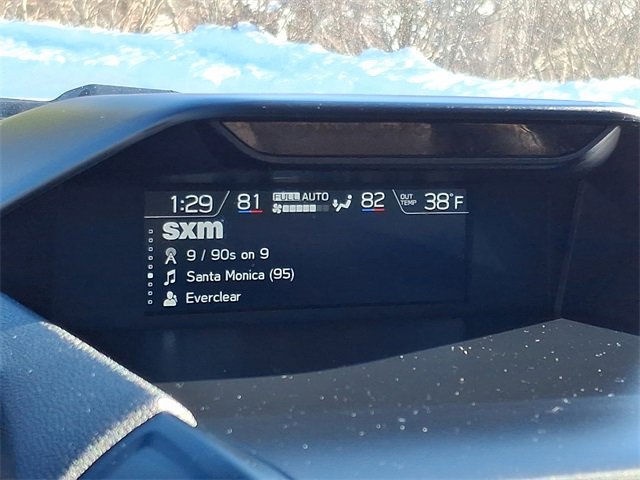 1:29 81 FULL AUTO 82 OUT TEMP 38°F
sxm
9 / 90s on 9
Santa Monica (95)
Everclear